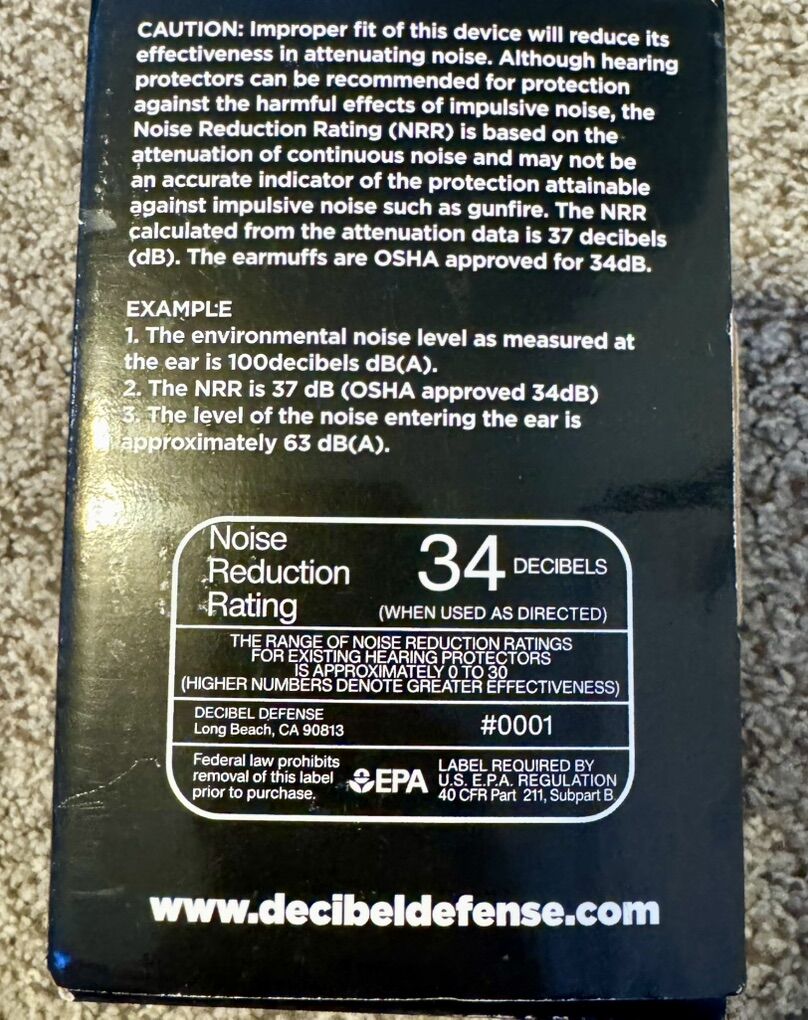 CAUTION: Improper fit of this device will reduce its
effectiveness in attenuating noise. Although hearing
protectors can be recommended for protection
against the harmful effects of impulsive noise, the
Noise Reduction Rating (NRR) is based on the
attenuation of continuous noise and may not be
an accurate indicator of the protection attainable
against impulsive noise such as gunfire. The NRR
calculated from the attenuation data is 37 decibels
(dB). The earmuffs are OSHA approved for 34dB.
EXAMPLE
1. The environmental noise level as measured at
the ear is 100decibels dB(A).
2. The NRR is 37 dB (OSHA approved 34dB)
3. The level of the noise entering the ear is
approximately 63 dB(A).
Noise
Reduction
Rating
34 DECIBELS
(WHEN USED AS DIRECTED)
THE RANGE OF NOISE REDUCTION RATINGS
FOR EXISTING HEARING PROTECTORS
IS APPROXIMATELY 0 TO 30
(HIGHER NUMBERS DENOTE GREATER EFFECTIVENESS)
DECIBEL DEFENSE
Long Beach, CA 90813
#0001
Federal law prohibits
removal of this label
prior to purchase.
EPA
LABEL REQUIRED BY
U.S. E.P.A. REGULATION
40 CFR Part 211, Subpart B
www.decibeldefense.com